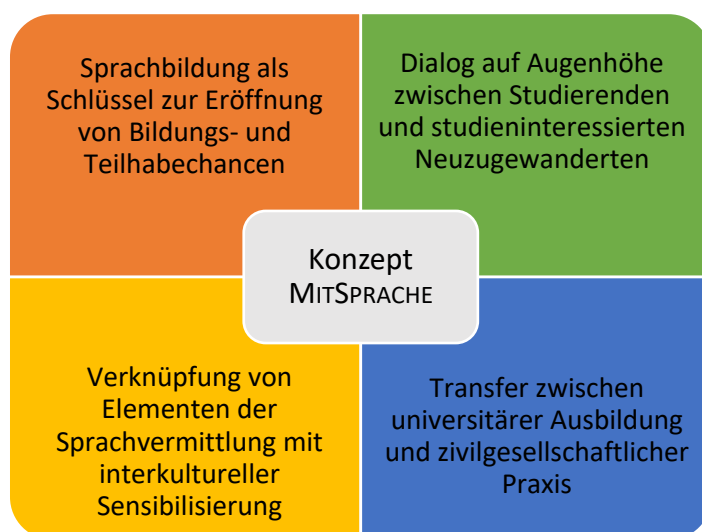 Sprachbildung als
Schlüssel zur Eröffnung
von Bildungs- und
Teilhabechancen
Dialog auf Augenhöhe
zwischen Studierenden
und studieninteressierten
Neuzugewanderten
Konzept
MITSPRACHE
Verknüpfung von
Elementen der
Sprachvermittlung mit
interkultureller
Sensibilisierung
Transfer zwischen
universitärer Ausbildung
und zivilgesellschaftlicher
Praxis